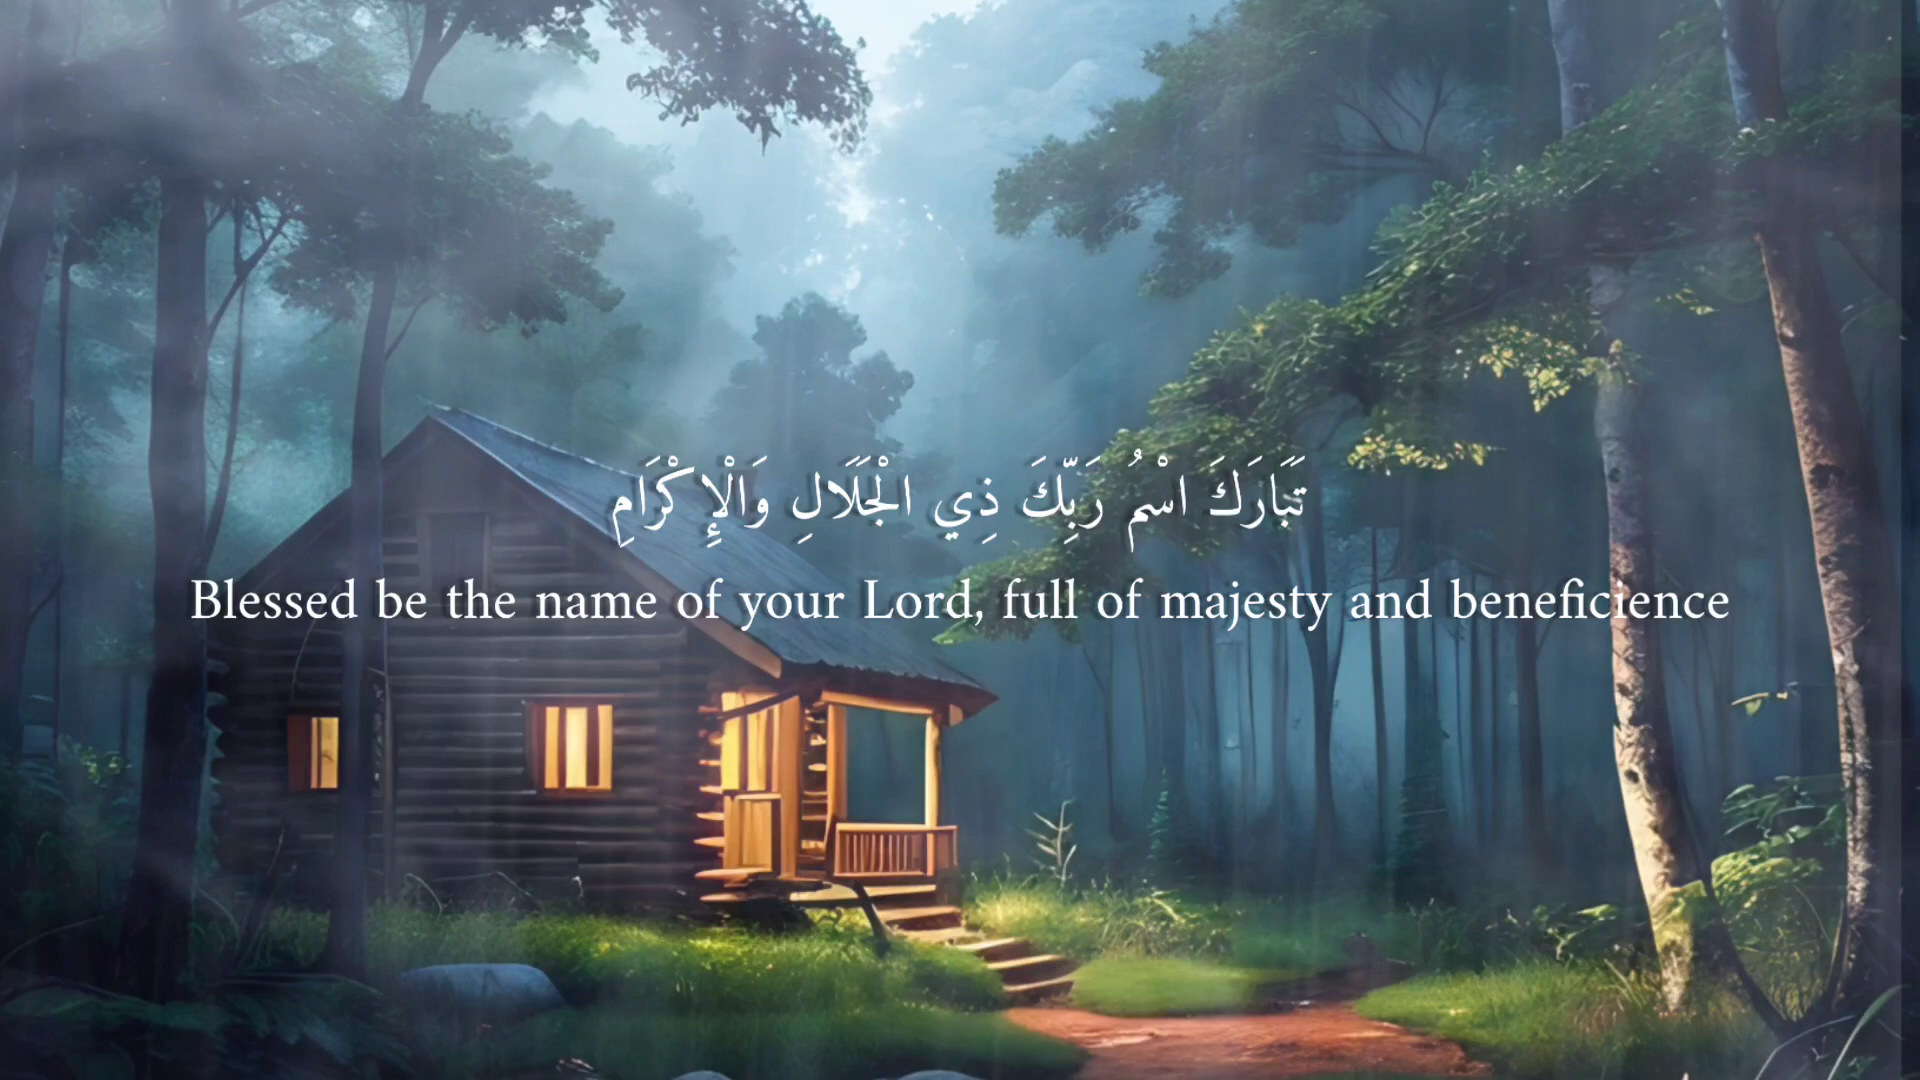 تَبَارَكَ اسْمُ رَبِّكَ ذِي الْجَلَالِ وَالْإِكْرَامِ
Blessed be the name of your Lord, full of majesty and beneficience